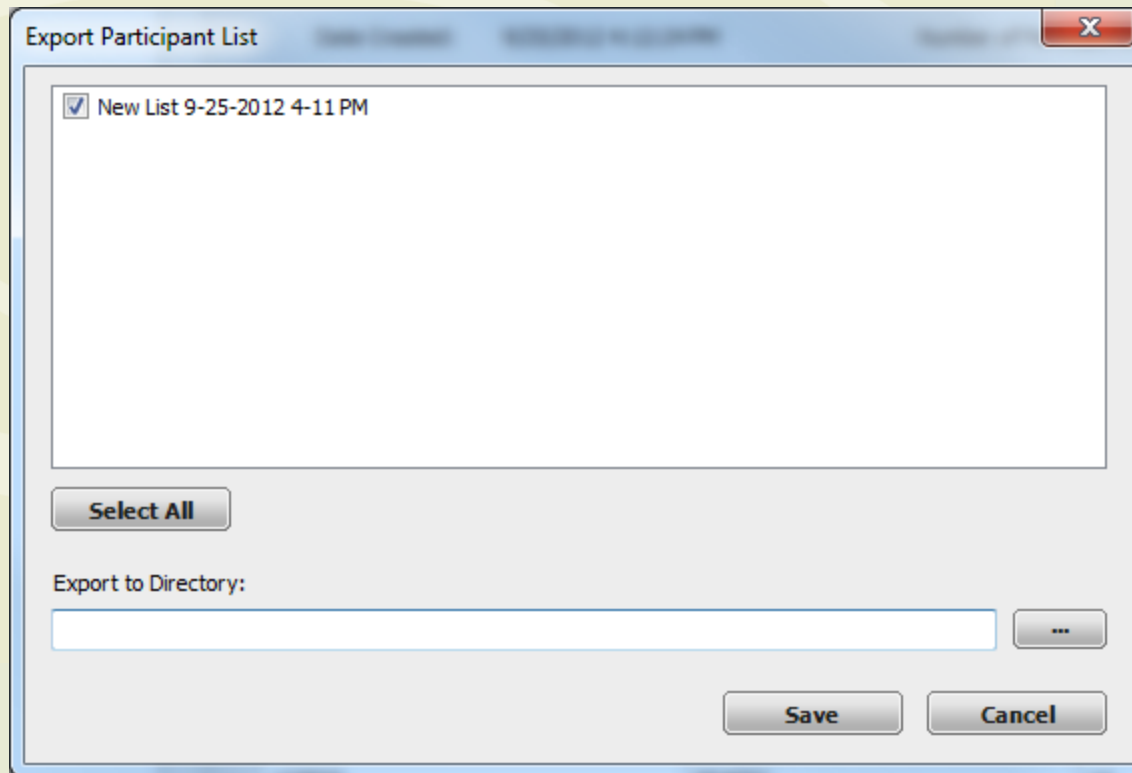 Export Participant List
New List 9-25-2012 4-11 PM
Select All
Export to Directory:
...
Save
Cancel